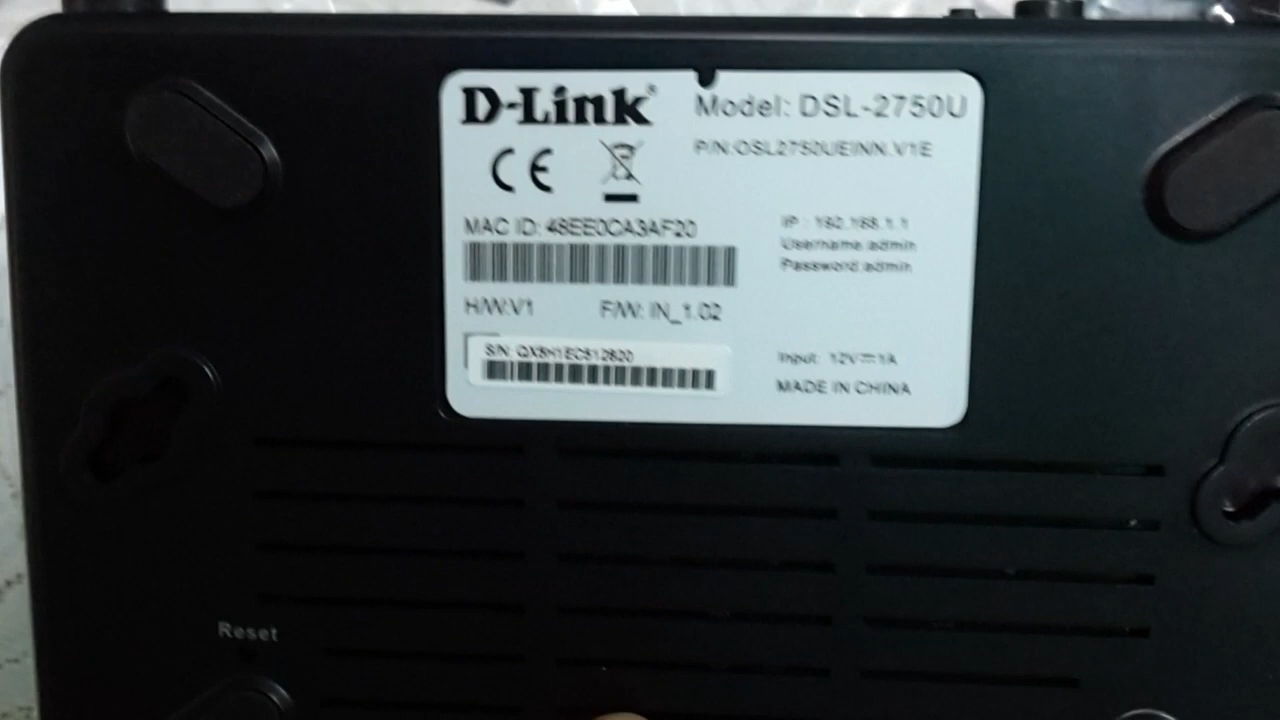 D-Link®
Model: DSL-2750U
P/N:OSL2750UEINN.V1E
CE
MAC ID: 48EE0CA3AF20
IP : 192.168.1.1
Username:admin
Password:admin
H/W:V1 F/W: IN_1.02
S/N:
Input: 12V⎓1A
MADE IN CHINA
Reset